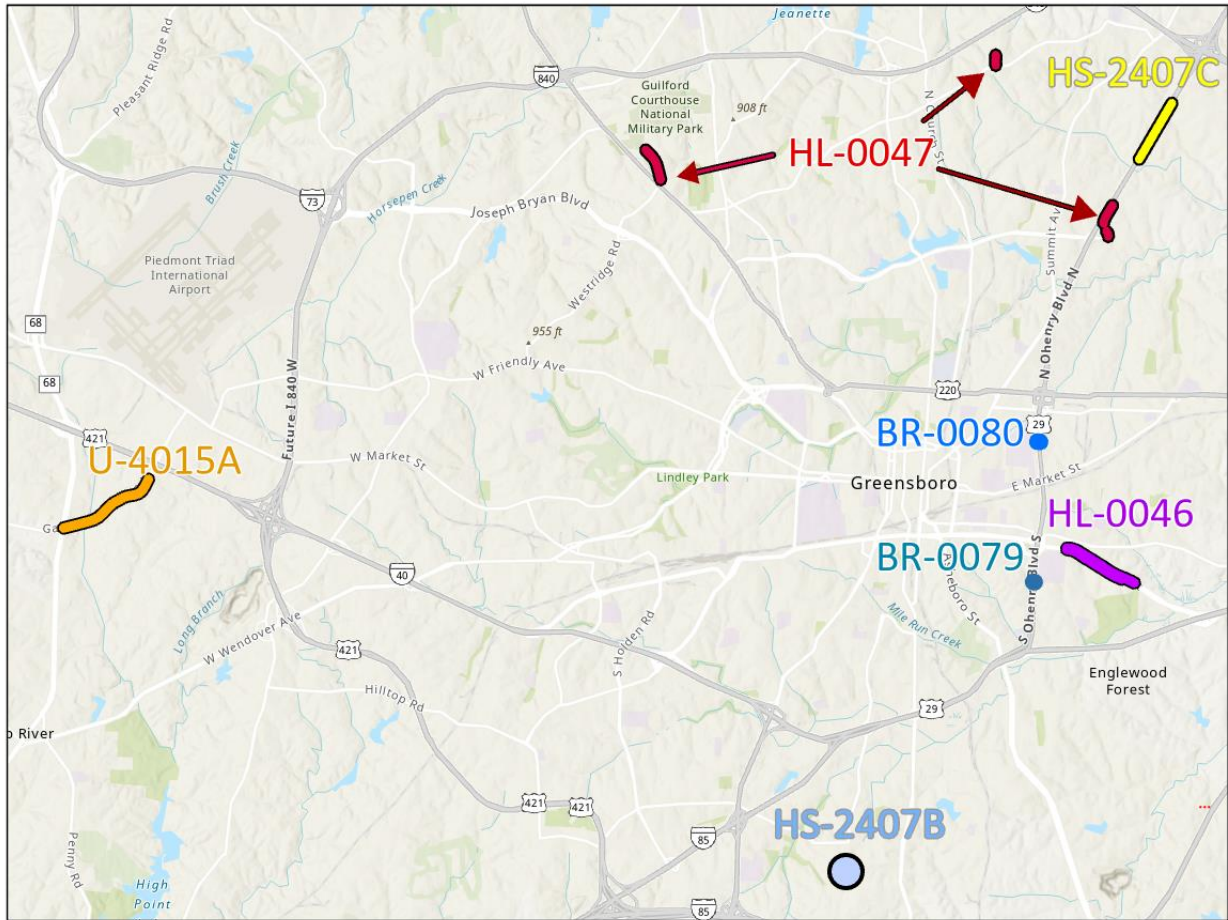 Jeanette
Pleasant Ridge Rd
840
Guilford
Courthouse
National
Military Park
908 ft
N Church St
HS-2407C
HL-0047
Brush Creek
Horsepen Creek
73
Joseph Bryan Blvd
Summit Av
Westridge Rd
Piedmont Triad
International
Airport
68
955 ft
N Ohenry Blvd N
W Friendly Ave
68
220
Future I 840 W
421
29
BR-0080
U-4015A
W Market St
Lindley Park
E Market St
Greensboro
Ga
HL-0046
BR-0079
40
S Ohenry Blvd S
Asheboro St
Long Branch
Mile Run Creek
W Wendover Ave
S Holden Rd
421
Englewood
Forest
Hilltop Rd
29
o River
421
421
HS-2407B
85
Penny Rd
High
Point
85